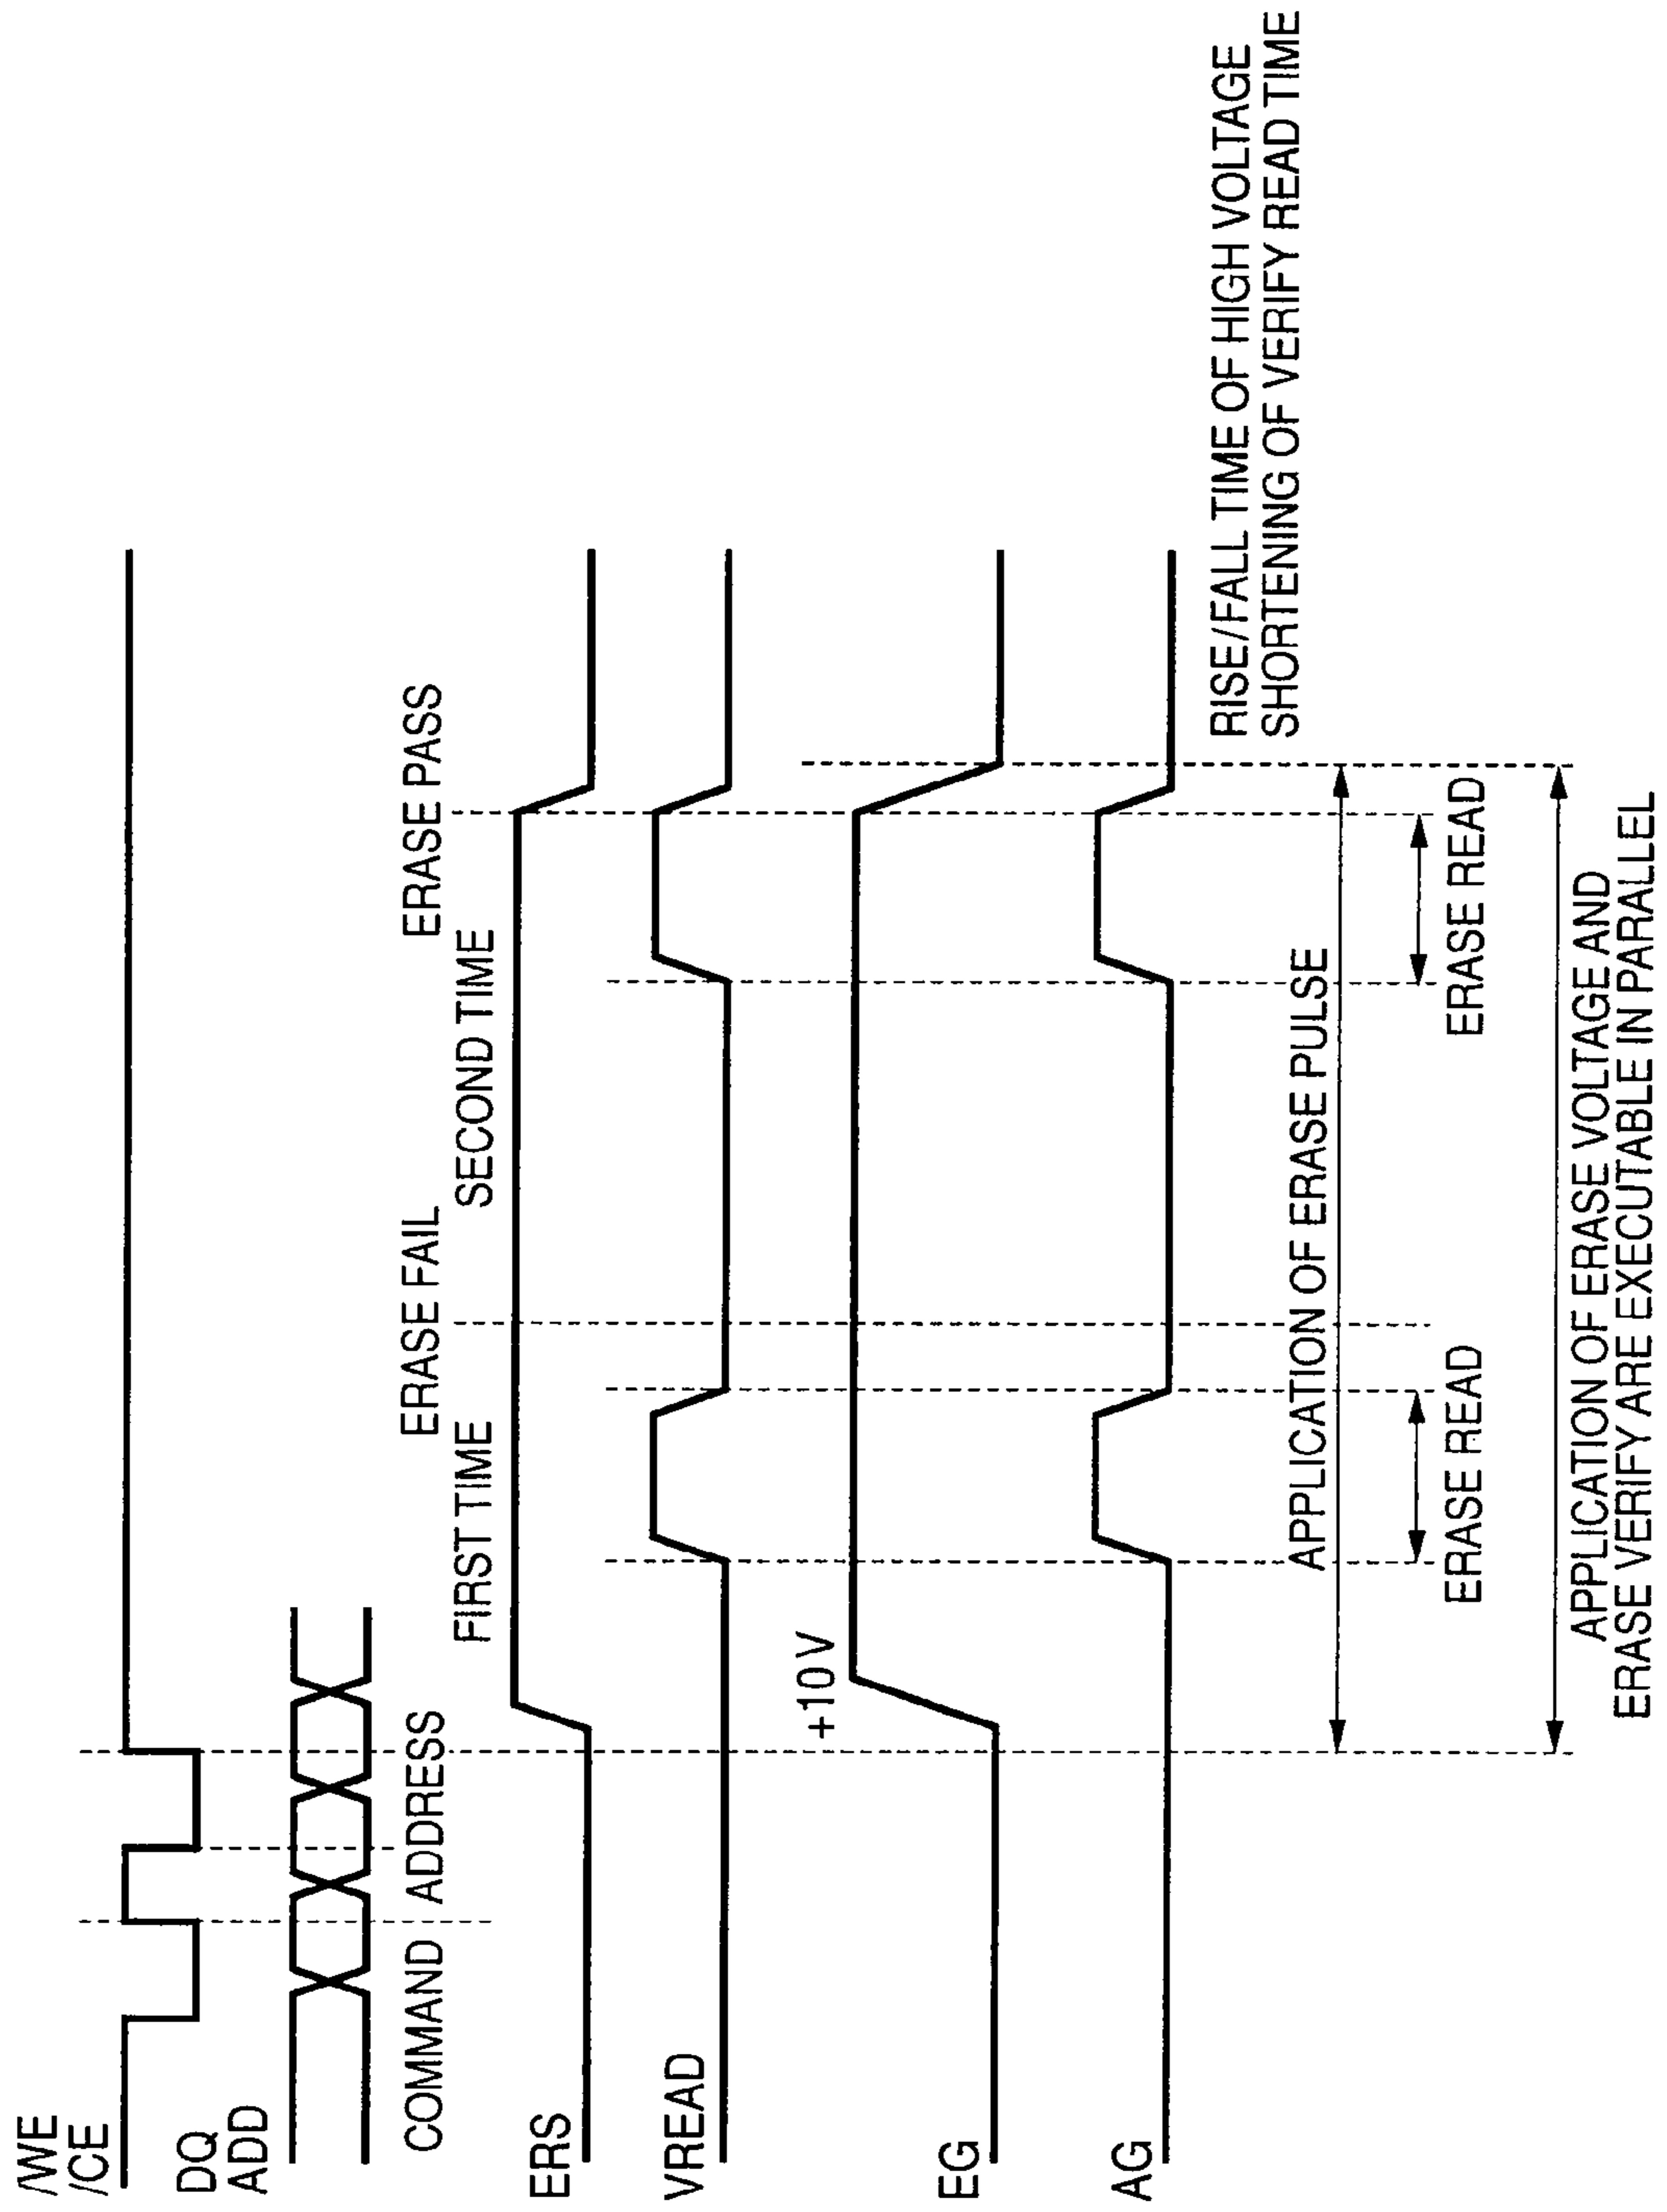 /WE
/CE
DQ
ADD
COMMAND ADDRESS
ERASE FAIL
ERASE PASS
FIRST TIME
SECOND TIME
ERS
VREAD
+10V
EG
AG
RISE/FALL TIME OF HIGH VOLTAGE
SHORTENING OF VERIFY READ TIME
APPLICATION OF ERASE PULSE
ERASE READ
ERASE READ
APPLICATION OF ERASE VOLTAGE AND
ERASE VERIFY ARE EXECUTABLE IN PARALLEL